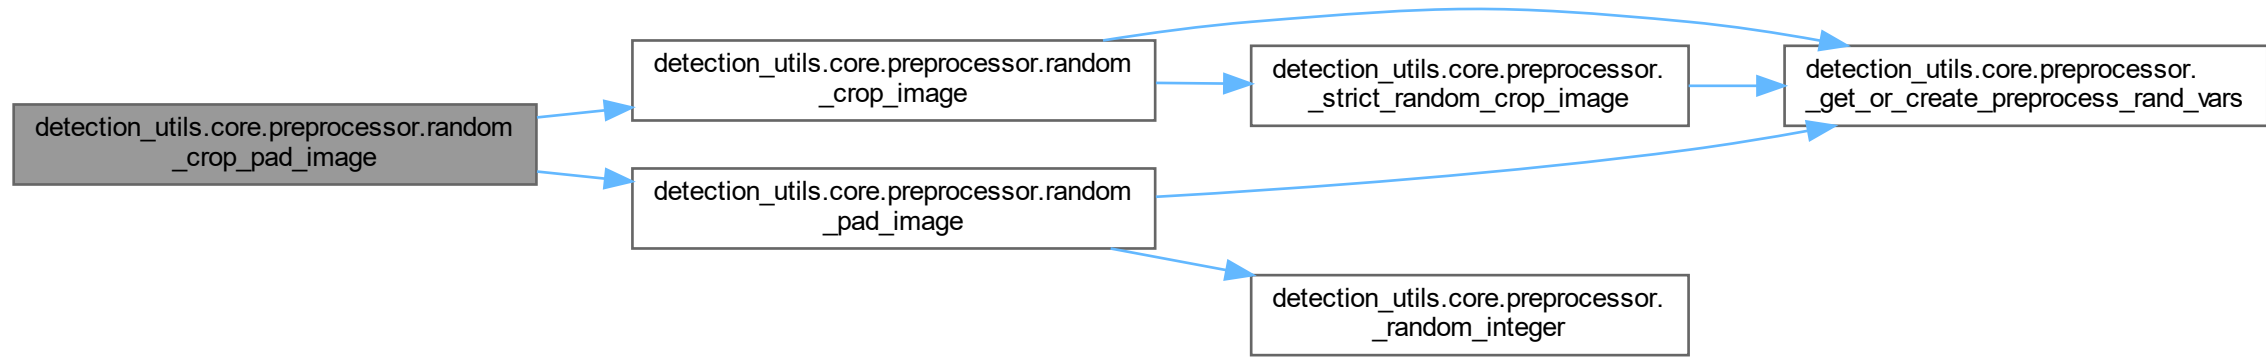 detection_utils.core.preprocessor.random
_crop_pad_image
detection_utils.core.preprocessor.random
_crop_image
detection_utils.core.preprocessor.random
_pad_image
detection_utils.core.preprocessor.
_strict_random_crop_image
detection_utils.core.preprocessor.
_random_integer
detection_utils.core.preprocessor.
_get_or_create_preprocess_rand_vars